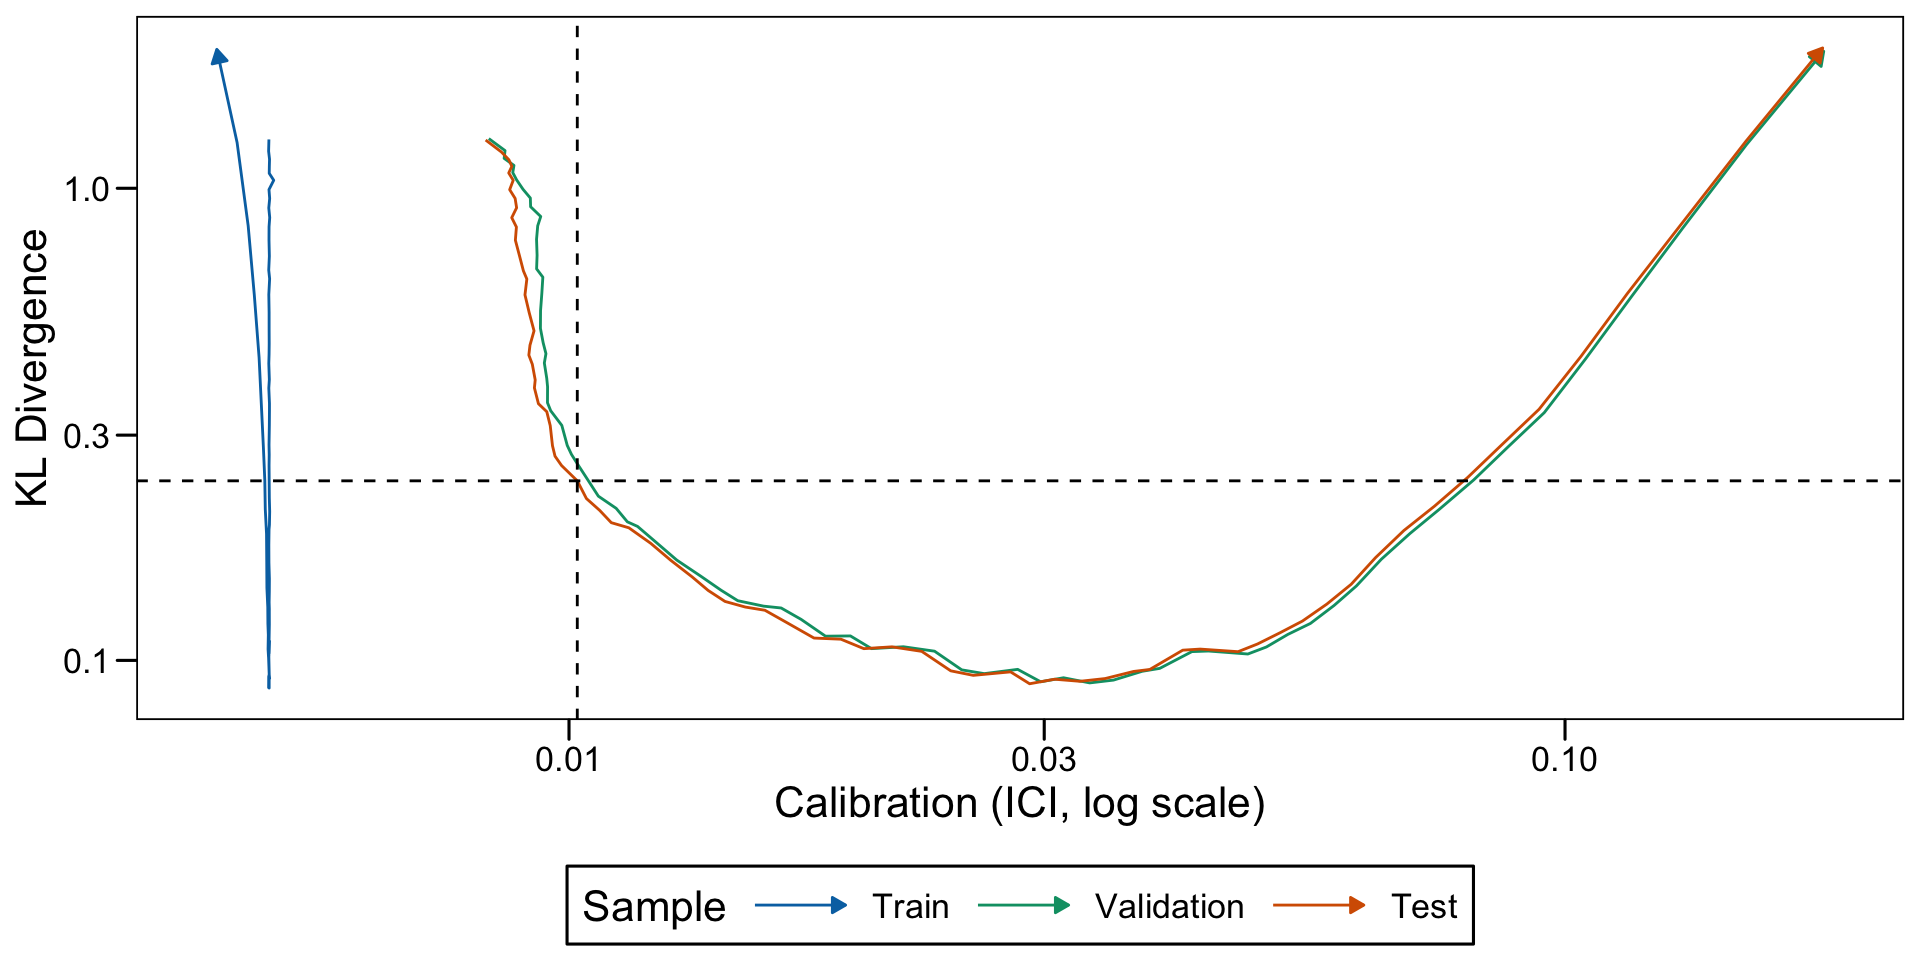 KL Divergence
1.0
0.3
0.1
0.01
0.03
0.10
Calibration (ICI, log scale)
Sample
Train
Validation
Test